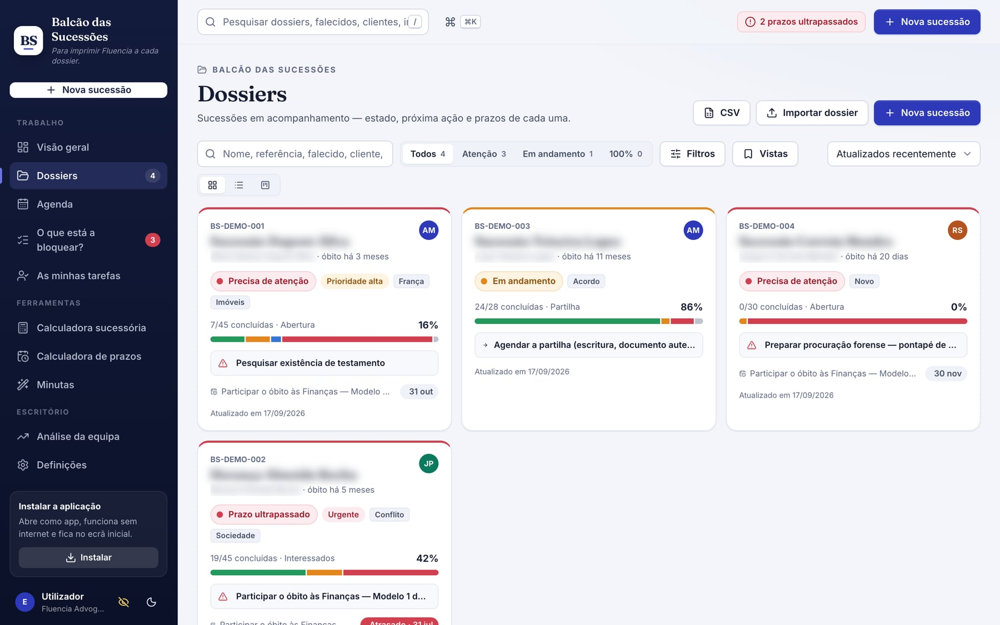 BS
Balcão das
Sucessões
Para imprimir Fluencia a cada
dossier.
Nova sucessão
TRABALHO
Visão geral
Dossiers 4
Agenda
O que está a
bloquear? 3
As minhas tarefas
FERRAMENTAS
Calculadora sucessória
Calculadora de prazos
Minutas
ESCRITÓRIO
Análise da equipa
Definições
Instalar a aplicação
Abre como app, funciona sem
internet e fica no ecrã inicial.
Instalar
E
Utilizador
Fluencia Advog...
Pesquisar dossiers, falecidos, clientes, /
⌘ ⌘K
2 prazos ultrapassados
Nova sucessão
BALCÃO DAS SUCESSÕES
Dossiers
Sucessões em acompanhamento — estado, próxima ação e prazos de cada uma.
CSV
Importar dossier
Nova sucessão
Nome, referência, falecido, cliente,
Todos 4
Atenção 3
Em andamento 1
100% 0
Filtros
Vistas
Atualizados recentemente
BS-DEMO-001
AM
· óbito há 3 meses
Precisa de atenção
Prioridade alta
França
Imóveis
7/45 concluídas · Abertura 16%
Pesquisar existência de testamento
Participar o óbito às Finanças — Modelo ... 31 out
Atualizado em 17/09/2026
BS-DEMO-003
AM
· óbito há 11 meses
Em andamento
Acordo
24/28 concluídas · Partilha 86%
Agendar a partilha (escritura, documento aute...
Atualizado em 17/09/2026
BS-DEMO-004
RS
· óbito há 20 dias
Precisa de atenção
Novo
0/30 concluídas · Abertura 0%
Preparar procuração forense — pontapé de ...
Participar o óbito às Finanças — Modelo... 30 nov
Atualizado em 17/09/2026
BS-DEMO-002
JP
· óbito há 5 meses
Prazo ultrapassado
Urgente
Conflito
Sociedade
19/45 concluídas · Interessados 42%
Participar o óbito às Finanças — Modelo 1 d...
Participar o óbito às Finanças Atrasado · 31 jul